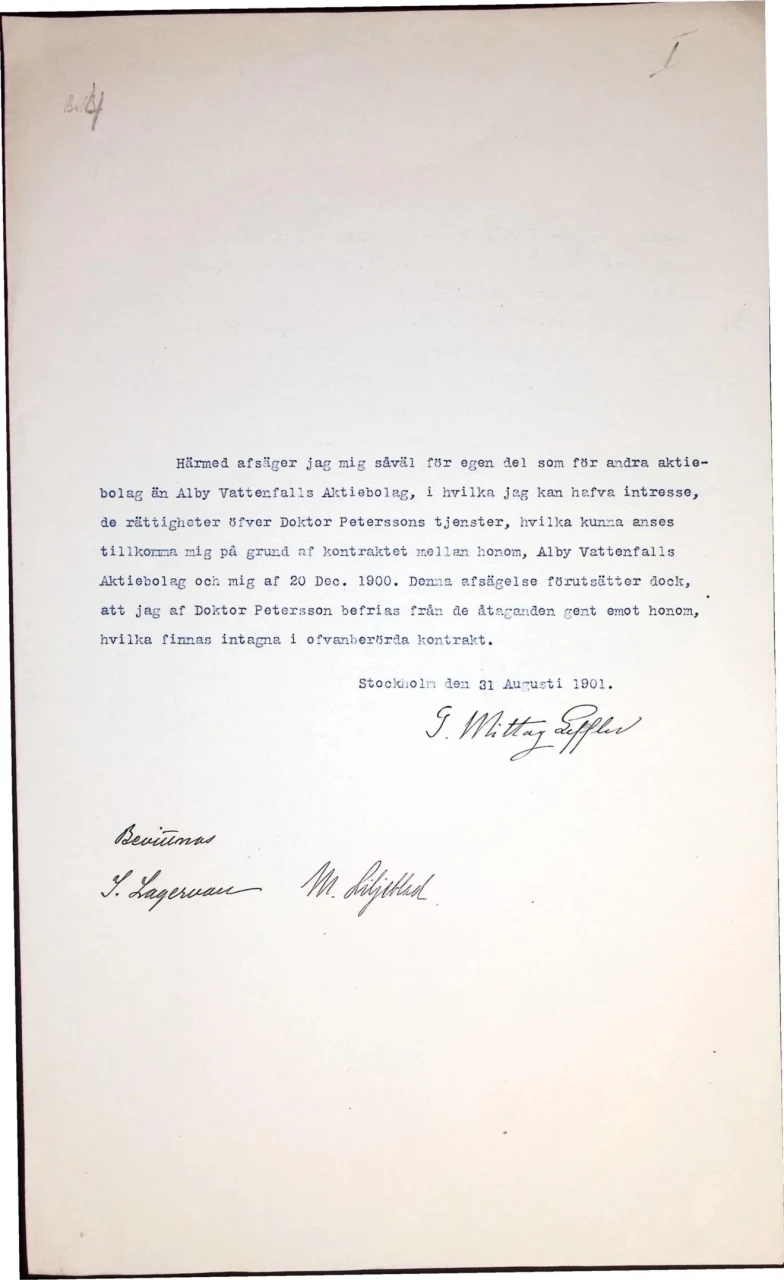 I
Härmed afsäger jag mig såväl för egen del som för andra aktie-
bolag än Alby Vattenfalls Aktiebolag, i hvilka jag kan hafva intresse,
de rättigheter öfver Doktor Peterssons tjenster, hvilka kunna anses
tillkomma mig på grund af kontraktet mellan honom, Alby Vattenfalls
Aktiebolag och mig af 20 Dec. 1900. Denna afsägelse förutsätter dock,
att jag af Doktor Petersson befrias från de åtaganden gent emot honom,
hvilka finnas intagna i ofvanberörda kontrakt.
Stockholm den 31 Augusti 1901.
G. Mittag Leffler
Bevittnas
M. Liljeblad